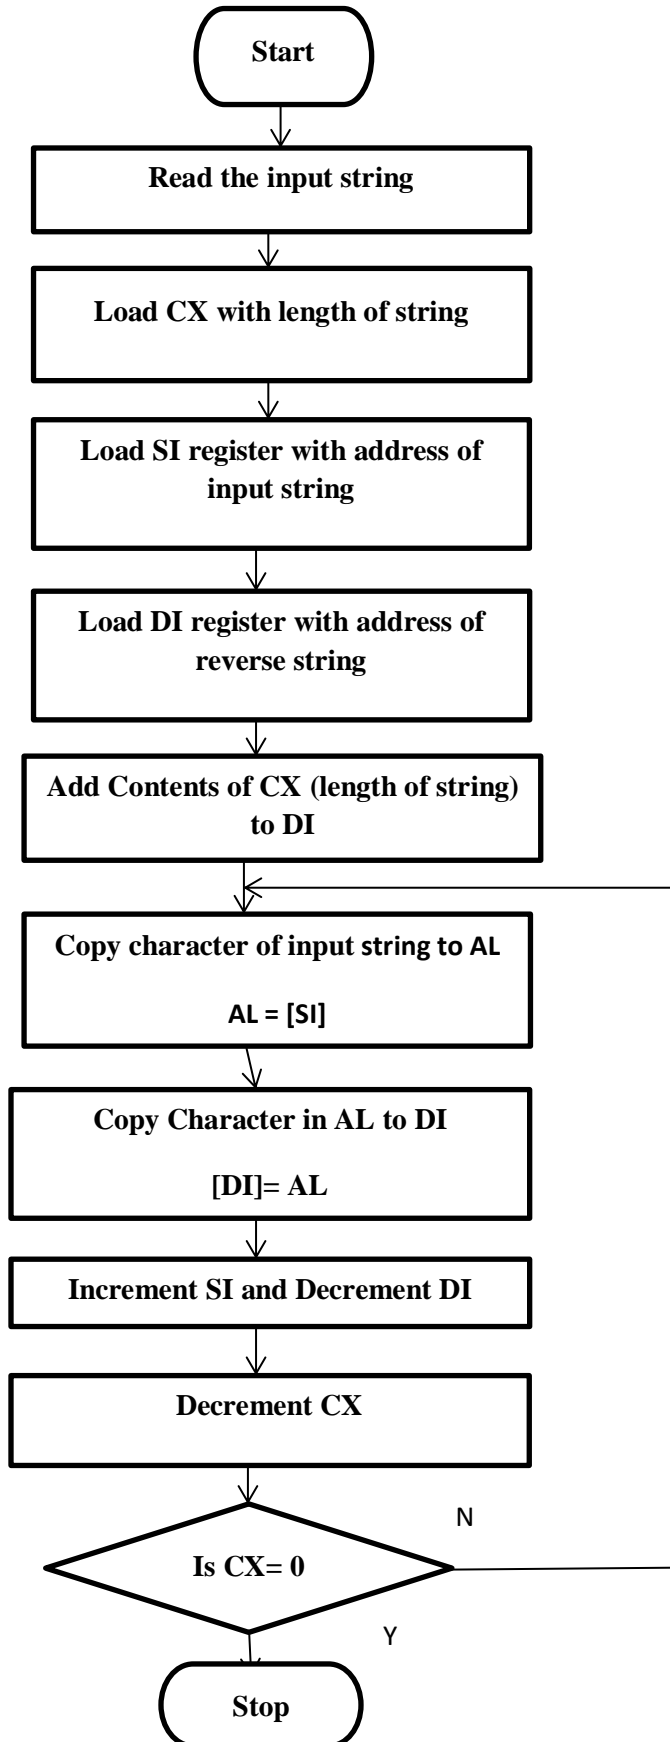 Start
Read the input string
Load CX with length of string
Load SI register with address of
input string
Load DI register with address of
reverse string
Add Contents of CX (length of string)
to DI
Copy character of input string to AL
AL = [SI]
Copy Character in AL to DI
[DI]= AL
Increment SI and Decrement DI
Decrement CX
N
Is CX= 0
Y
Stop